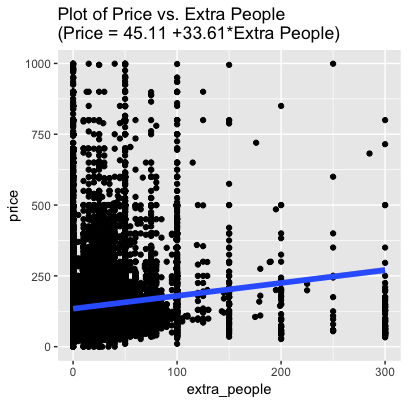 Plot of Price vs. Extra People
(Price = 45.11 +33.61*Extra People)
1000
750
500
250
0
price
0 100 200 300
extra_people